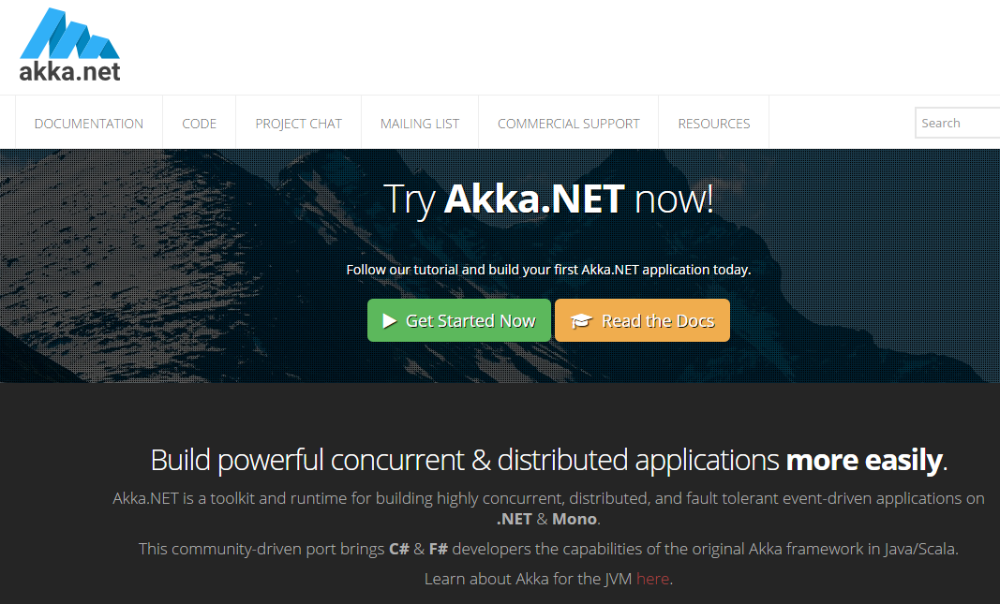 akka.net
DOCUMENTATION
CODE
PROJECT CHAT
MAILING LIST
COMMERCIAL SUPPORT
RESOURCES
Search
Try Akka.NET now!
Follow our tutorial and build your first Akka.NET application today.
Get Started Now
Read the Docs
Build powerful concurrent & distributed applications more easily.
Akka.NET is a toolkit and runtime for building highly concurrent, distributed, and fault tolerant event-driven applications on
.NET & Mono.
This community-driven port brings C# & F# developers the capabilities of the original Akka framework in Java/Scala.
Learn about Akka for the JVM here.